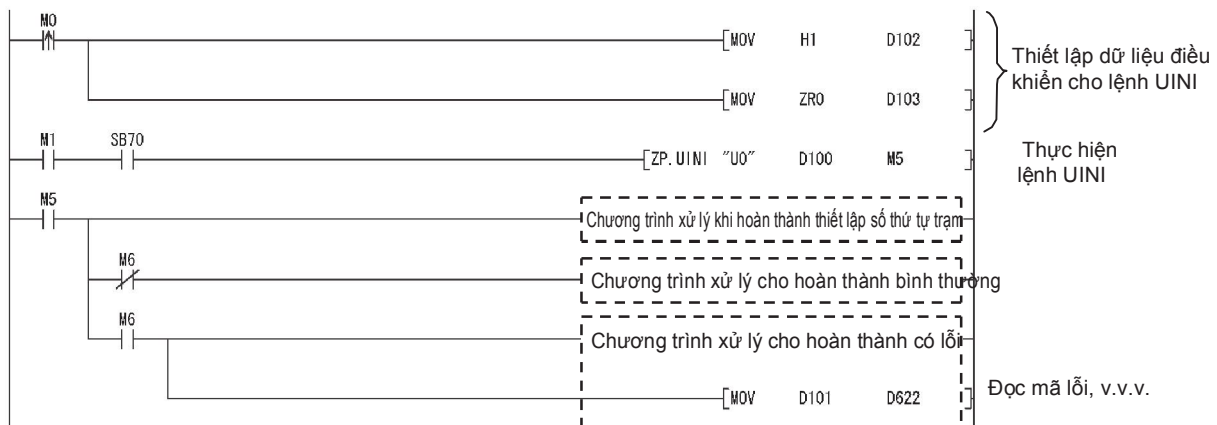 M0
[MOV H1 D102 ]
[MOV ZR0 D103 ]
Thiết lập dữ liệu điều
khiển cho lệnh UINI
M1 SB70
[ZP.UINI "U0" D100 M5 ]
Thực hiện
lệnh UINI
M5
Chương trình xử lý khi hoàn thành thiết lập số thứ tự trạm
M6
Chương trình xử lý cho hoàn thành bình thường
M6
Chương trình xử lý cho hoàn thành có lỗi
[MOV D101 D622 ]
Đọc mã lỗi, v.v.v.